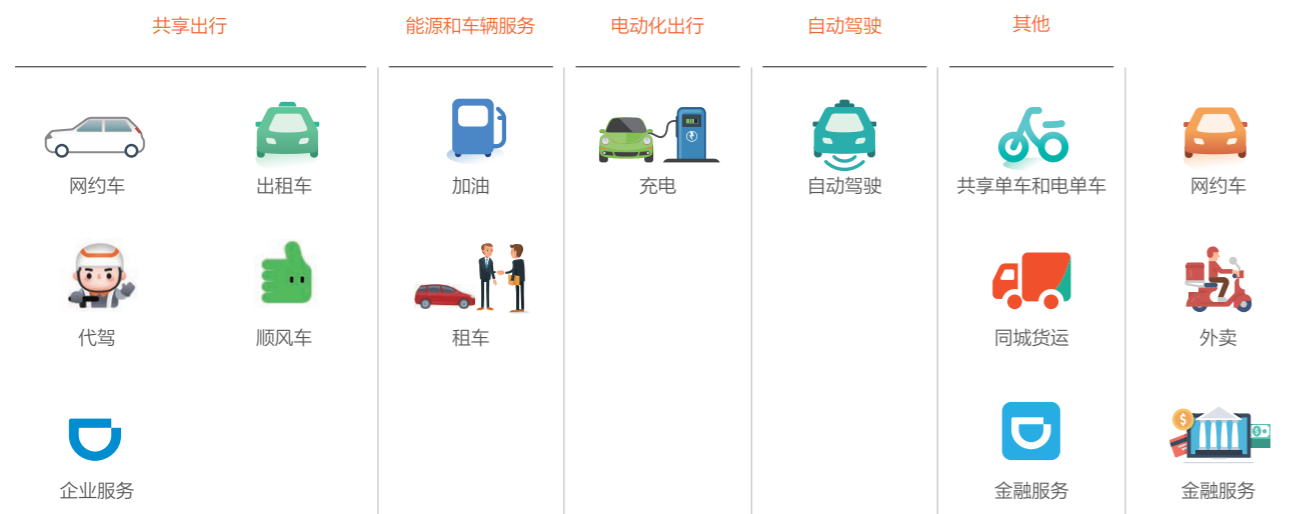 共享出行
能源和车辆服务
电动化出行
自动驾驶
其他
网约车
出租车
加油
充电
自动驾驶
共享单车和电单车
网约车
代驾
顺风车
租车
同城货运
外卖
企业服务
金融服务
金融服务